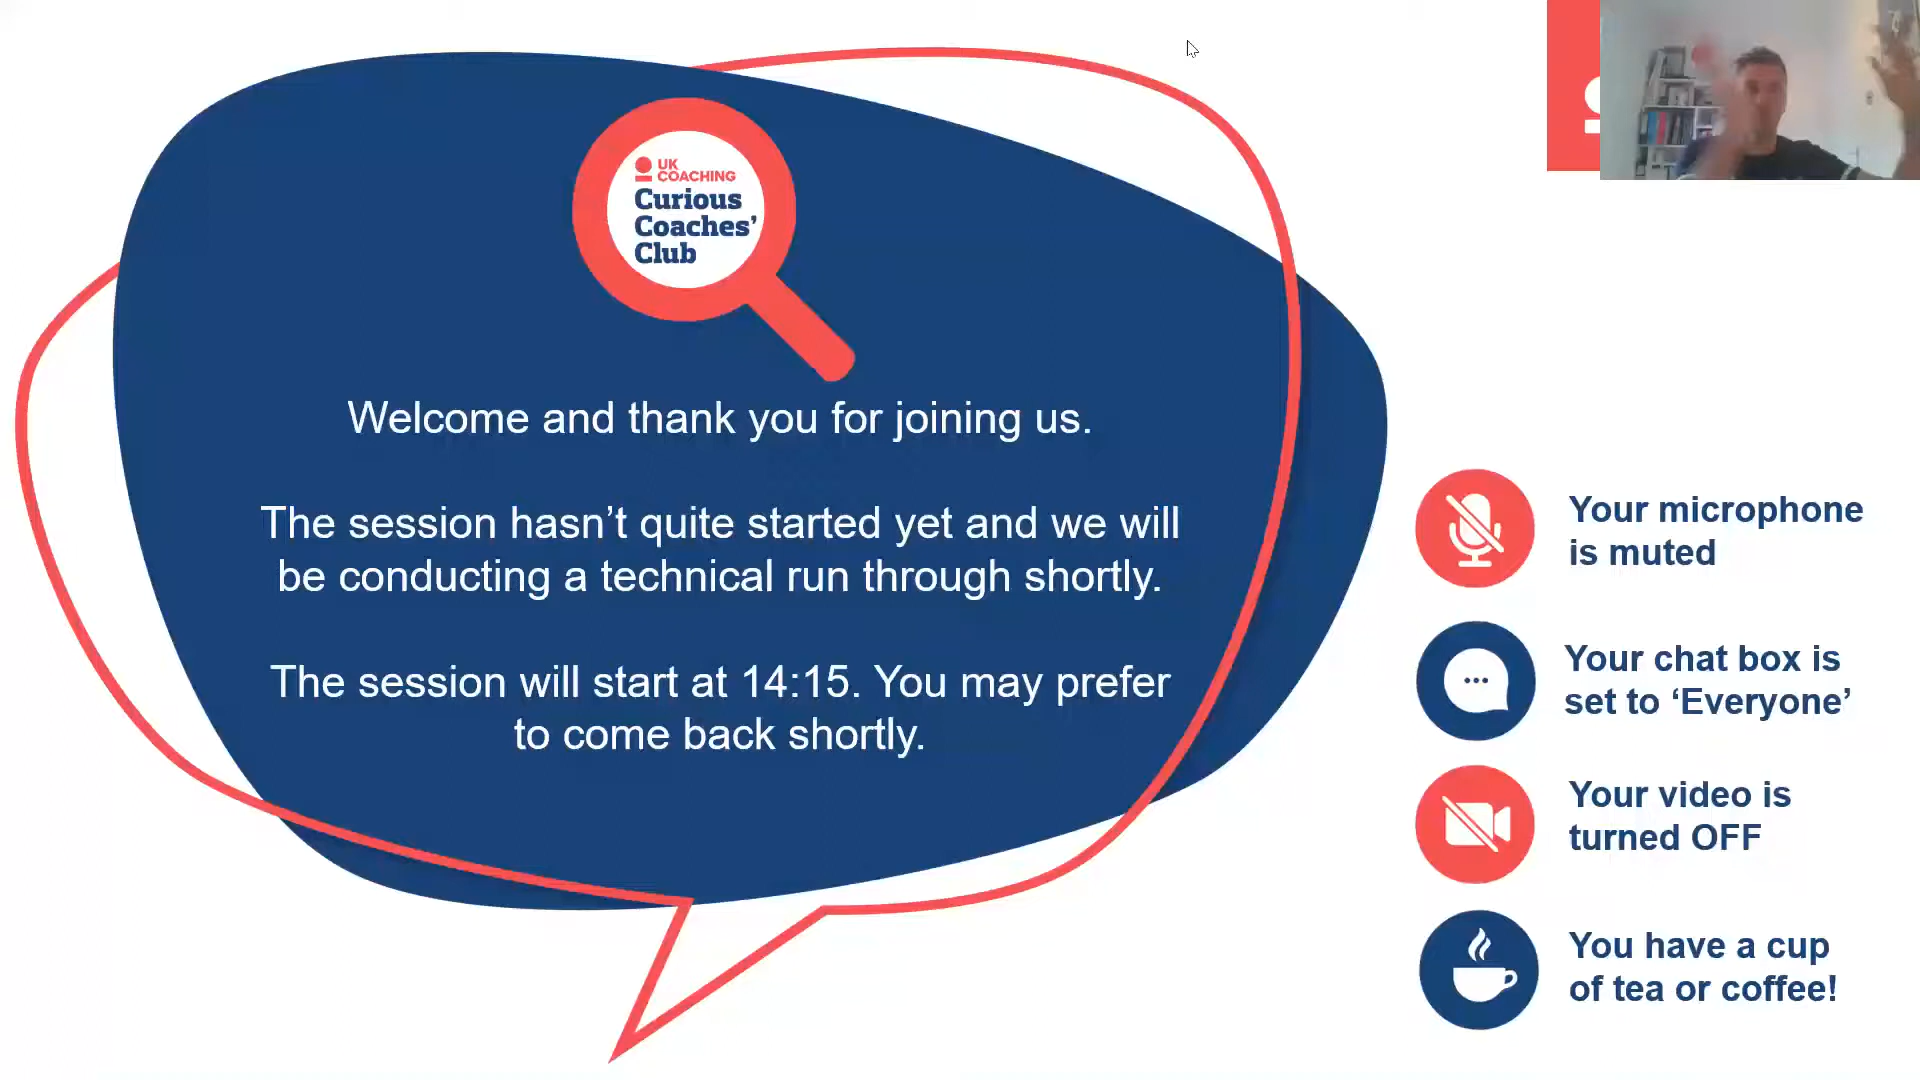 UK
COACHING
Curious
Coaches’
Club
Welcome and thank you for joining us.
The session hasn’t quite started yet and we will
be conducting a technical run through shortly.
The session will start at 14:15. You may prefer
to come back shortly.
Your microphone
is muted
Your chat box is
set to ‘Everyone’
Your video is
turned OFF
You have a cup
of tea or coffee!